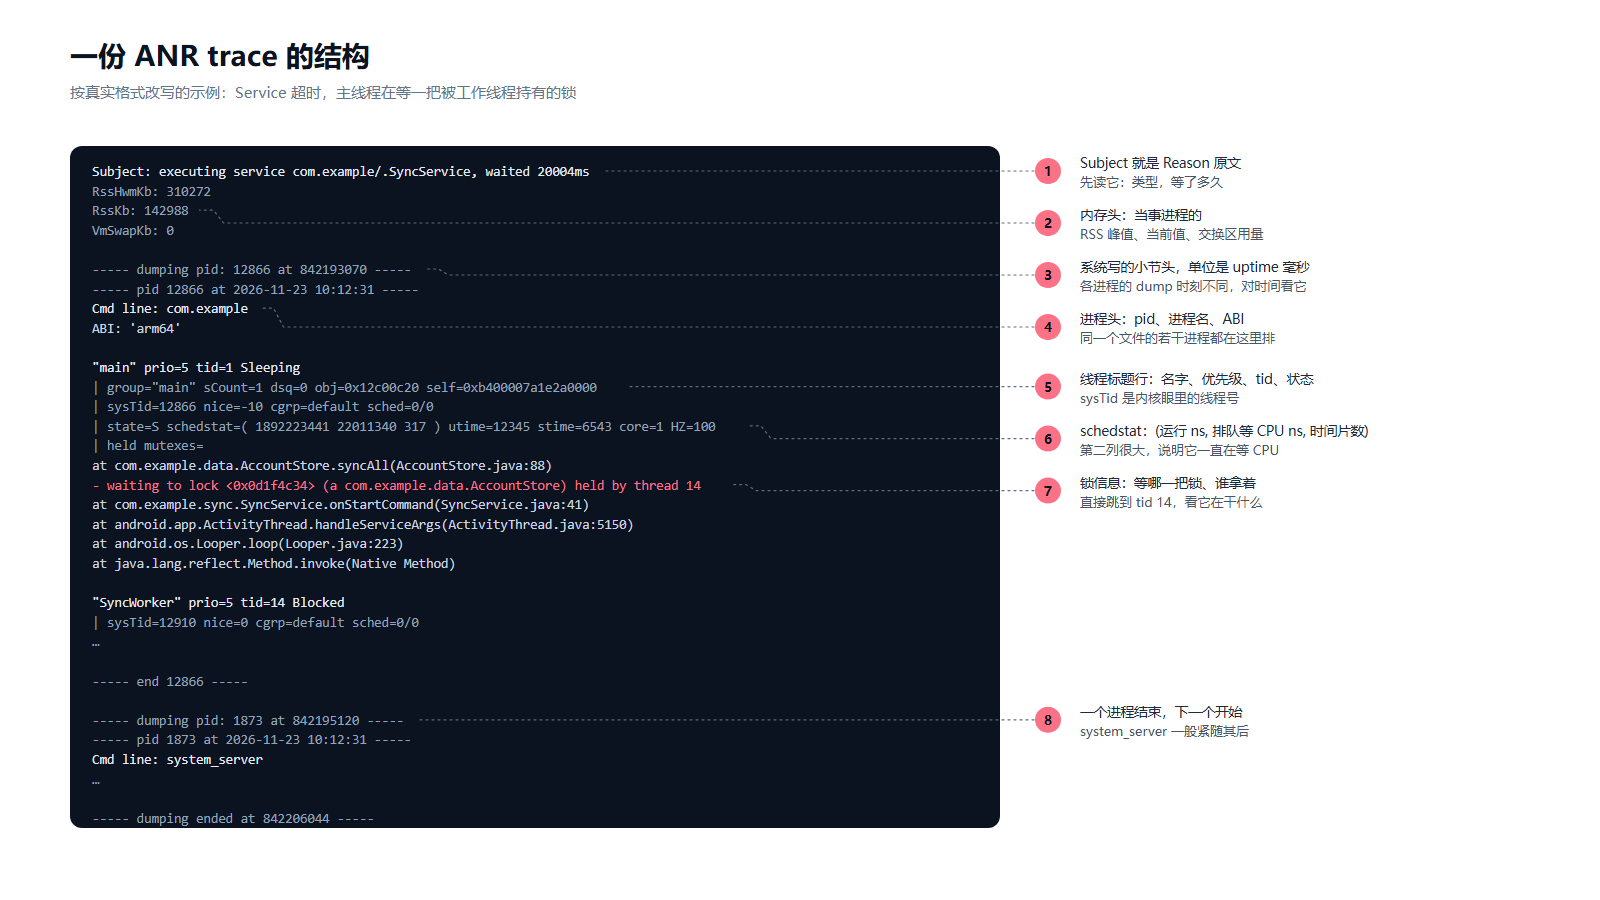 一份 ANR trace 的结构
按真实格式改写的示例：Service 超时，主线程在等一把被工作线程持有的锁
Subject: executing service com.example/.SyncService, waited 20004ms
RssHwmKb: 310272
RssKb: 142988
VmSwapKb: 0
----- dumping pid: 12866 at 842193070 -----
----- pid 12866 at 2026-11-23 10:12:31 -----
Cmd line: com.example
ABI: 'arm64'
"main" prio=5 tid=1 Sleeping
| group="main" sCount=1 dsq=0 obj=0x12c00c20 self=0xb400007a1e2a0000
| sysTid=12866 nice=-10 cgrp=default sched=0/0
| state=S schedstat=( 1892223441 22011340 317 ) utime=12345 stime=6543 core=1 HZ=100
| held mutexes=
at com.example.data.AccountStore.syncAll(AccountStore.java:88)
- waiting to lock <0x0d1f4c34> (a com.example.data.AccountStore) held by thread 14
at com.example.sync.SyncService.onStartCommand(SyncService.java:41)
at android.app.ActivityThread.handleServiceArgs(ActivityThread.java:5150)
at android.os.Looper.loop(Looper.java:223)
at java.lang.reflect.Method.invoke(Native Method)
"SyncWorker" prio=5 tid=14 Blocked
| sysTid=12910 nice=0 cgrp=default sched=0/0
…
----- end 12866 -----
----- dumping pid: 1873 at 842195120 -----
----- pid 1873 at 2026-11-23 10:12:31 -----
Cmd line: system_server
…
----- dumping ended at 842206044 -----
1
Subject 就是 Reason 原文
先读它：类型，等了多久
2
内存头：当事进程的
RSS 峰值、当前值、交换区用量
3
系统写的小节头，单位是 uptime 毫秒
各进程的 dump 时刻不同，对时间看它
4
进程头：pid、进程名、ABI
同一个文件的若干进程都在这里排
5
线程标题行：名字、优先级、tid、状态
sysTid 是内核眼里的线程号
6
schedstat：(运行 ns, 排队等 CPU ns, 时间片数)
第二列很大，说明它一直在等 CPU
7
锁信息：等哪一把锁、谁拿着
直接跳到 tid 14，看它在干什么
8
一个进程结束，下一个开始
system_server 一般紧随其后